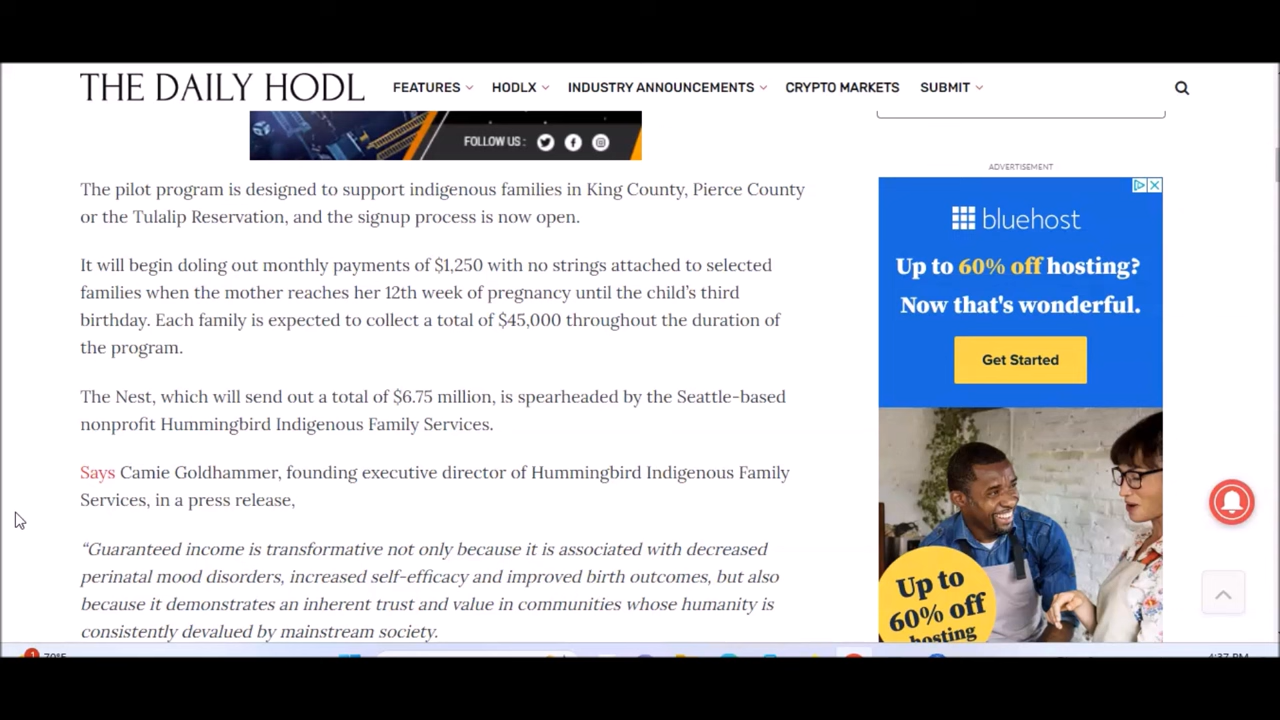 THE DAILY HODL
FEATURES HODLX INDUSTRY ANNOUNCEMENTS CRYPTO MARKETS SUBMIT
FOLLOW US :
ADVERTISEMENT
The pilot program is designed to support indigenous families in King County, Pierce County
or the Tulalip Reservation, and the signup process is now open.
It will begin doling out monthly payments of $1,250 with no strings attached to selected
families when the mother reaches her 12th week of pregnancy until the child's third
birthday. Each family is expected to collect a total of $45,000 throughout the duration of
the program.
The Nest, which will send out a total of $6.75 million, is spearheaded by the Seattle-based
nonprofit Hummingbird Indigenous Family Services.
Says Camie Goldhammer, founding executive director of Hummingbird Indigenous Family
Services, in a press release,
“Guaranteed income is transformative not only because it is associated with decreased
perinatal mood disorders, increased self-efficacy and improved birth outcomes, but also
because it demonstrates an inherent trust and value in communities whose humanity is
consistently devalued by mainstream society.
bluehost
Up to 60% off hosting?
Now that's wonderful.
Get Started
Up to
60% off
hosting
1
70°F
4:37 PM